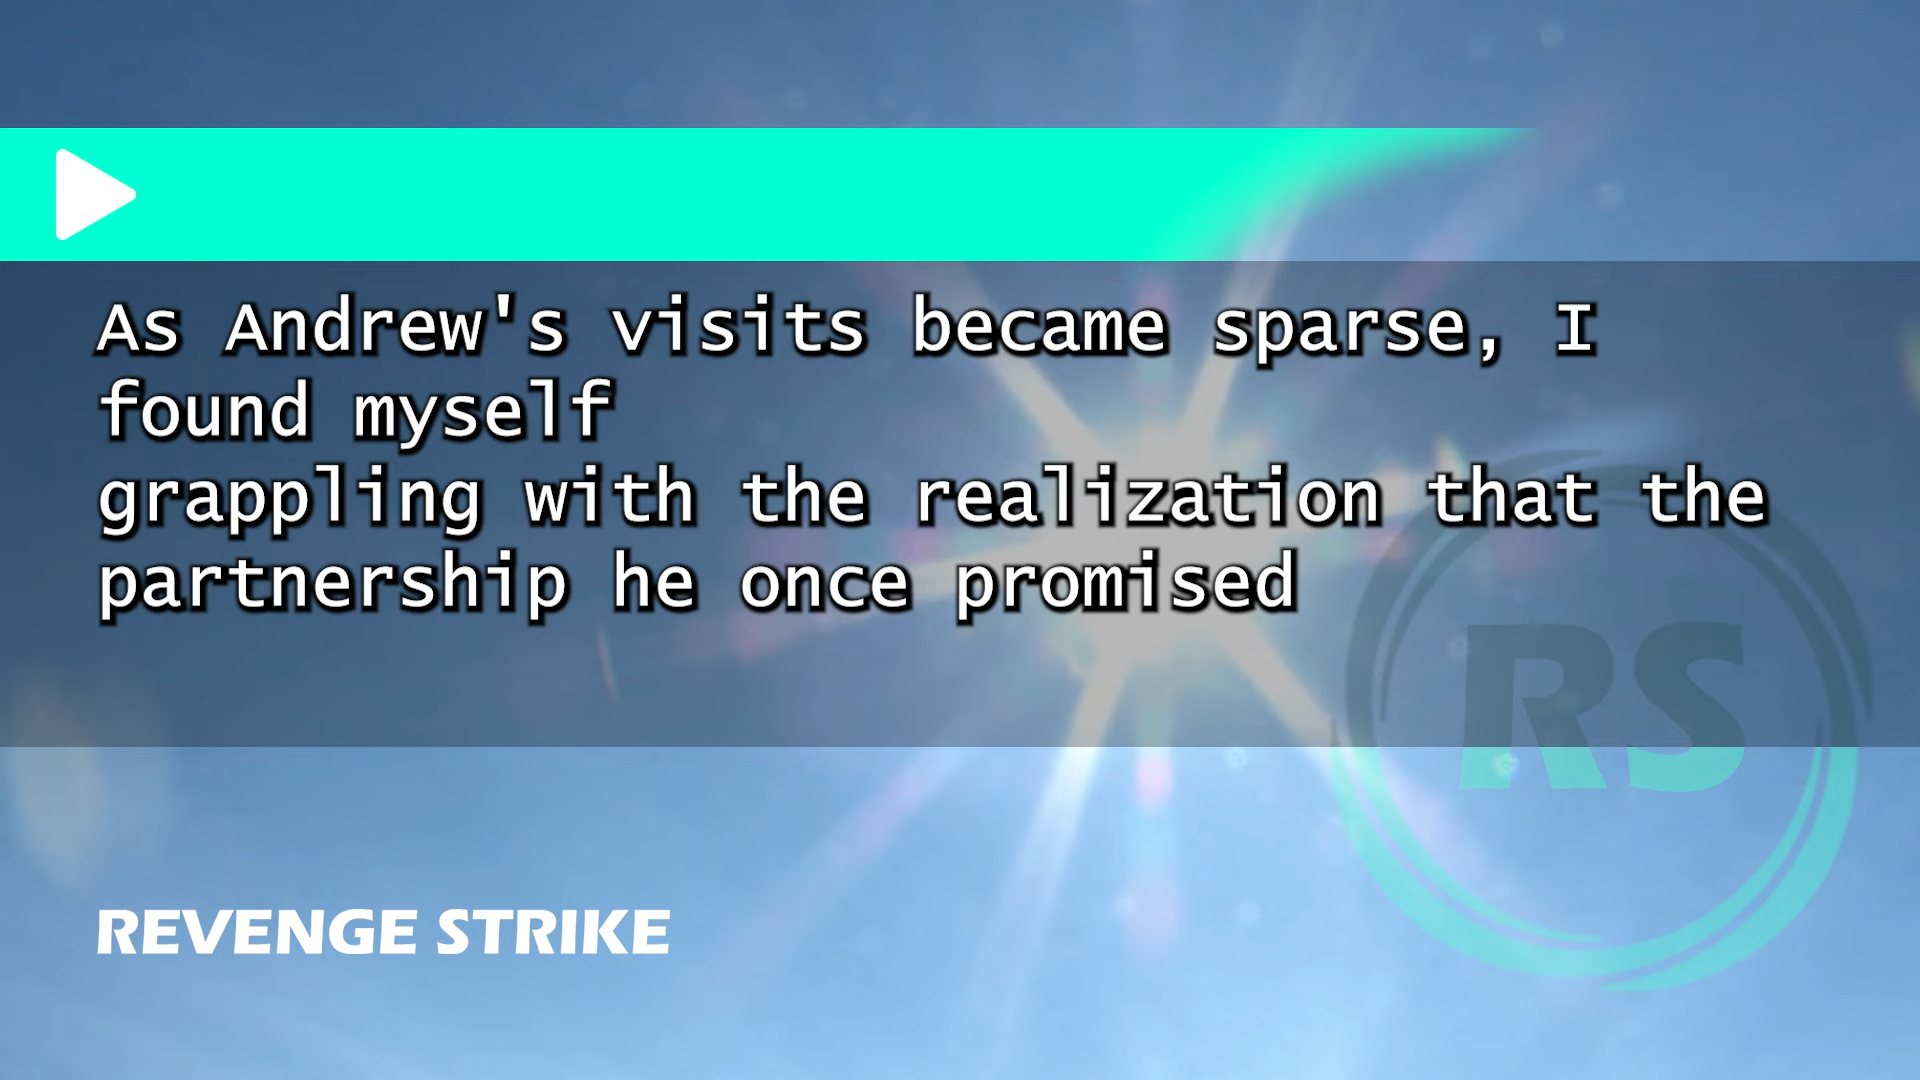 As Andrew's visits became sparse, I
found myself
grappling with the realization that the
partnership he once promised
RS
REVENGE STRIKE